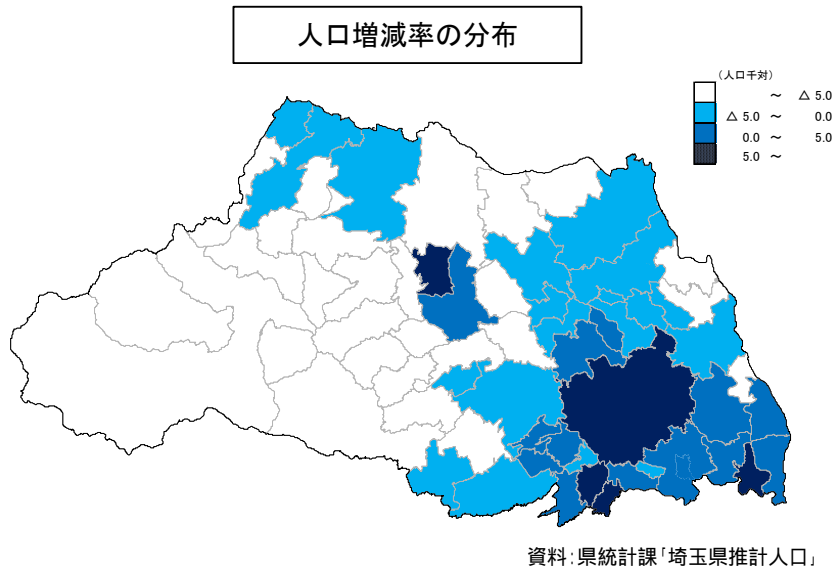 人口増減率の分布
（人口千対）
～ △ 5.0
△ 5.0 ～ 0.0
0.0 ～ 5.0
5.0 ～
資料：県統計課「埼玉県推計人口」